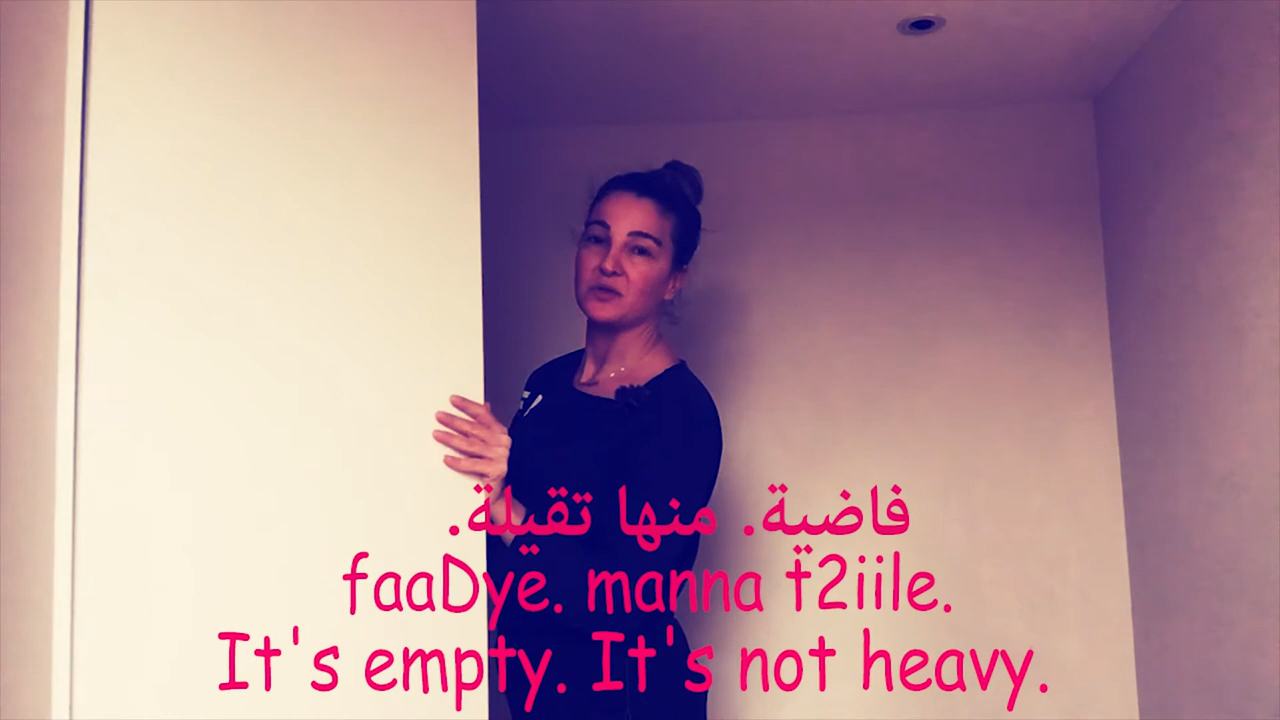 فاضية. منها تقيلة.
faaDye. manna t2iile.
It's empty. It's not heavy.